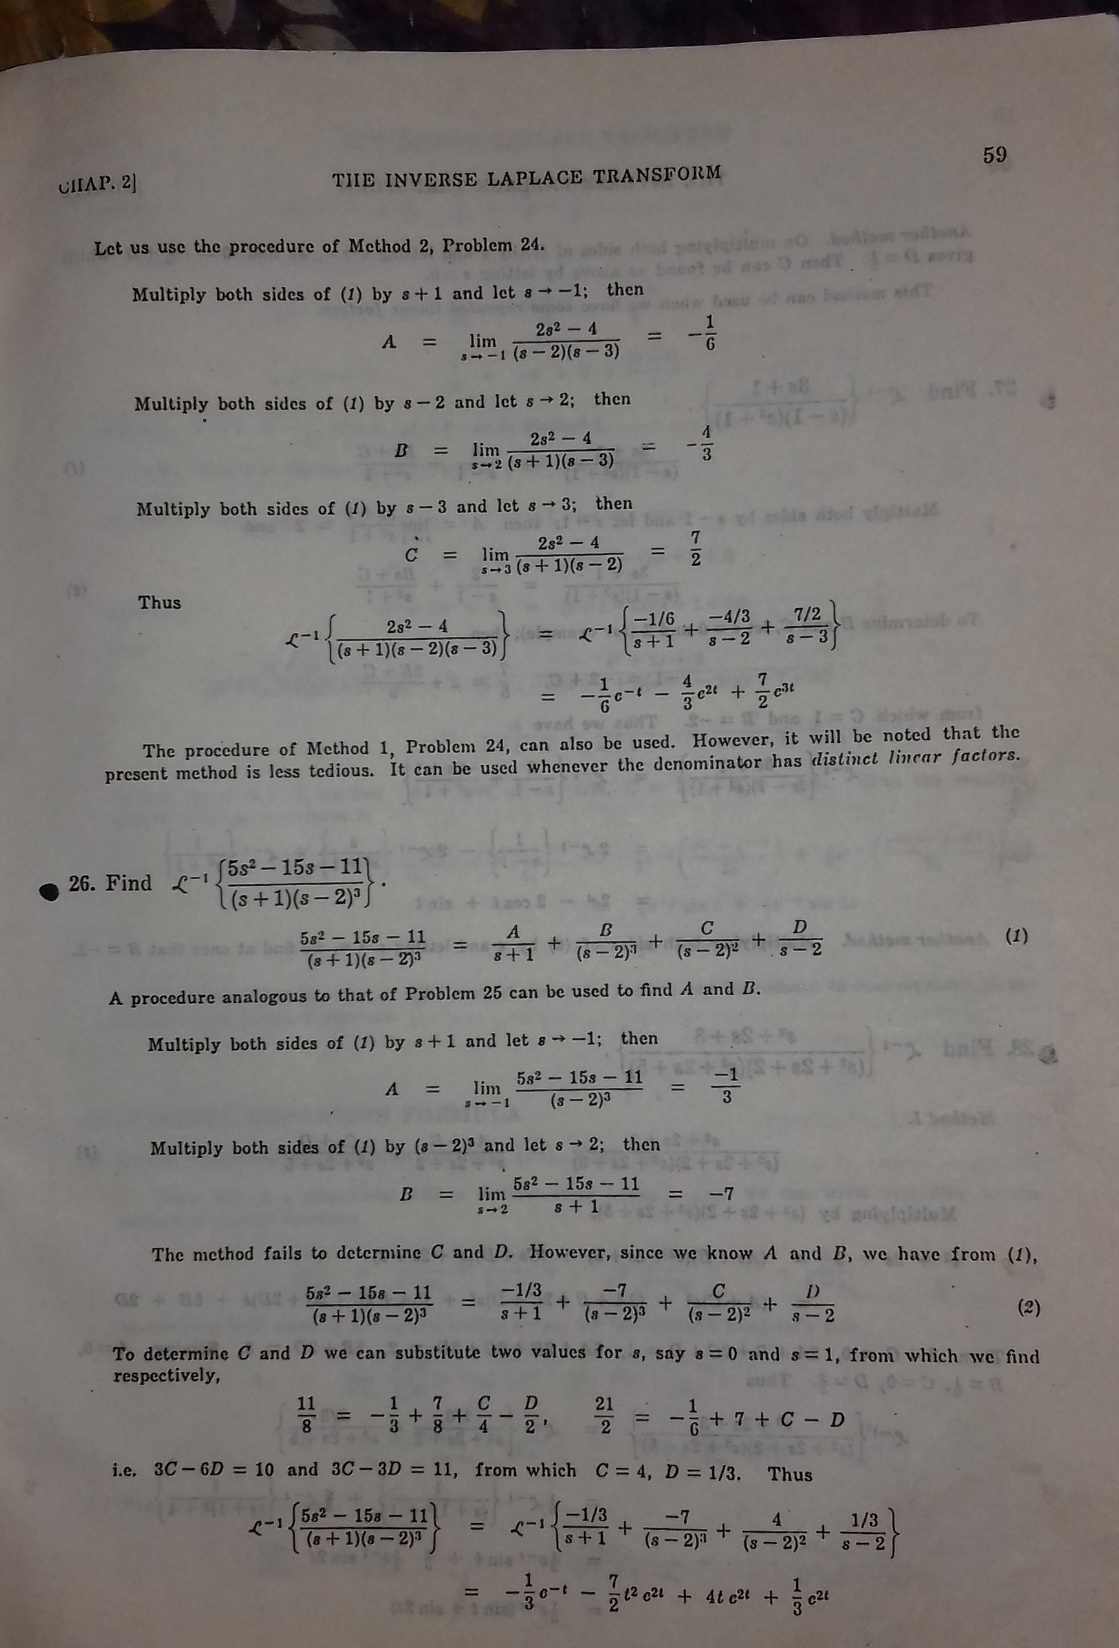 59
CHAP. 2] THE INVERSE LAPLACE TRANSFORM
Let us use the procedure of Method 2, Problem 24.
Multiply both sides of (1) by s + 1 and let s → −1; then
A = lim_{s→−1} (2s² − 4)/((s − 2)(s − 3)) = −1/6
Multiply both sides of (1) by s − 2 and let s → 2; then
B = lim_{s→2} (2s² − 4)/((s + 1)(s − 3)) = −4/3
Multiply both sides of (1) by s − 3 and let s → 3; then
C = lim_{s→3} (2s² − 4)/((s + 1)(s − 2)) = 7/2
Thus
ℒ⁻¹{(2s² − 4)/((s + 1)(s − 2)(s − 3))} = ℒ⁻¹{(−1/6)/(s + 1) + (−4/3)/(s − 2) + (7/2)/(s − 3)}
= −1/6 e^{−t} − 4/3 e^{2t} + 7/2 e^{3t}
The procedure of Method 1, Problem 24, can also be used. However, it will be noted that the
present method is less tedious. It can be used whenever the denominator has distinct linear factors.
26. Find ℒ⁻¹{(5s² − 15s − 11)/((s + 1)(s − 2)³)}.
(5s² − 15s − 11)/((s + 1)(s − 2)³) = A/(s + 1) + B/(s − 2)³ + C/(s − 2)² + D/(s − 2) (1)
A procedure analogous to that of Problem 25 can be used to find A and B.
Multiply both sides of (1) by s + 1 and let s → −1; then
A = lim_{s→−1} (5s² − 15s − 11)/(s − 2)³ = −1/3
Multiply both sides of (1) by (s − 2)³ and let s → 2; then
B = lim_{s→2} (5s² − 15s − 11)/(s + 1) = −7
The method fails to determine C and D. However, since we know A and B, we have from (1),
(5s² − 15s − 11)/((s + 1)(s − 2)³) = (−1/3)/(s + 1) + −7/(s − 2)³ + C/(s − 2)² + D/(s − 2) (2)
To determine C and D we can substitute two values for s, say s = 0 and s = 1, from which we find
respectively,
11/8 = −1/3 + 7/8 + C/4 − D/2, 21/2 = −1/6 + 7 + C − D
i.e. 3C − 6D = 10 and 3C − 3D = 11, from which C = 4, D = 1/3. Thus
ℒ⁻¹{(5s² − 15s − 11)/((s + 1)(s − 2)³)} = ℒ⁻¹{(−1/3)/(s + 1) + −7/(s − 2)³ + 4/(s − 2)² + (1/3)/(s − 2)}
= −1/3 e^{−t} − 7/2 t² e^{2t} + 4t e^{2t} + 1/3 e^{2t}